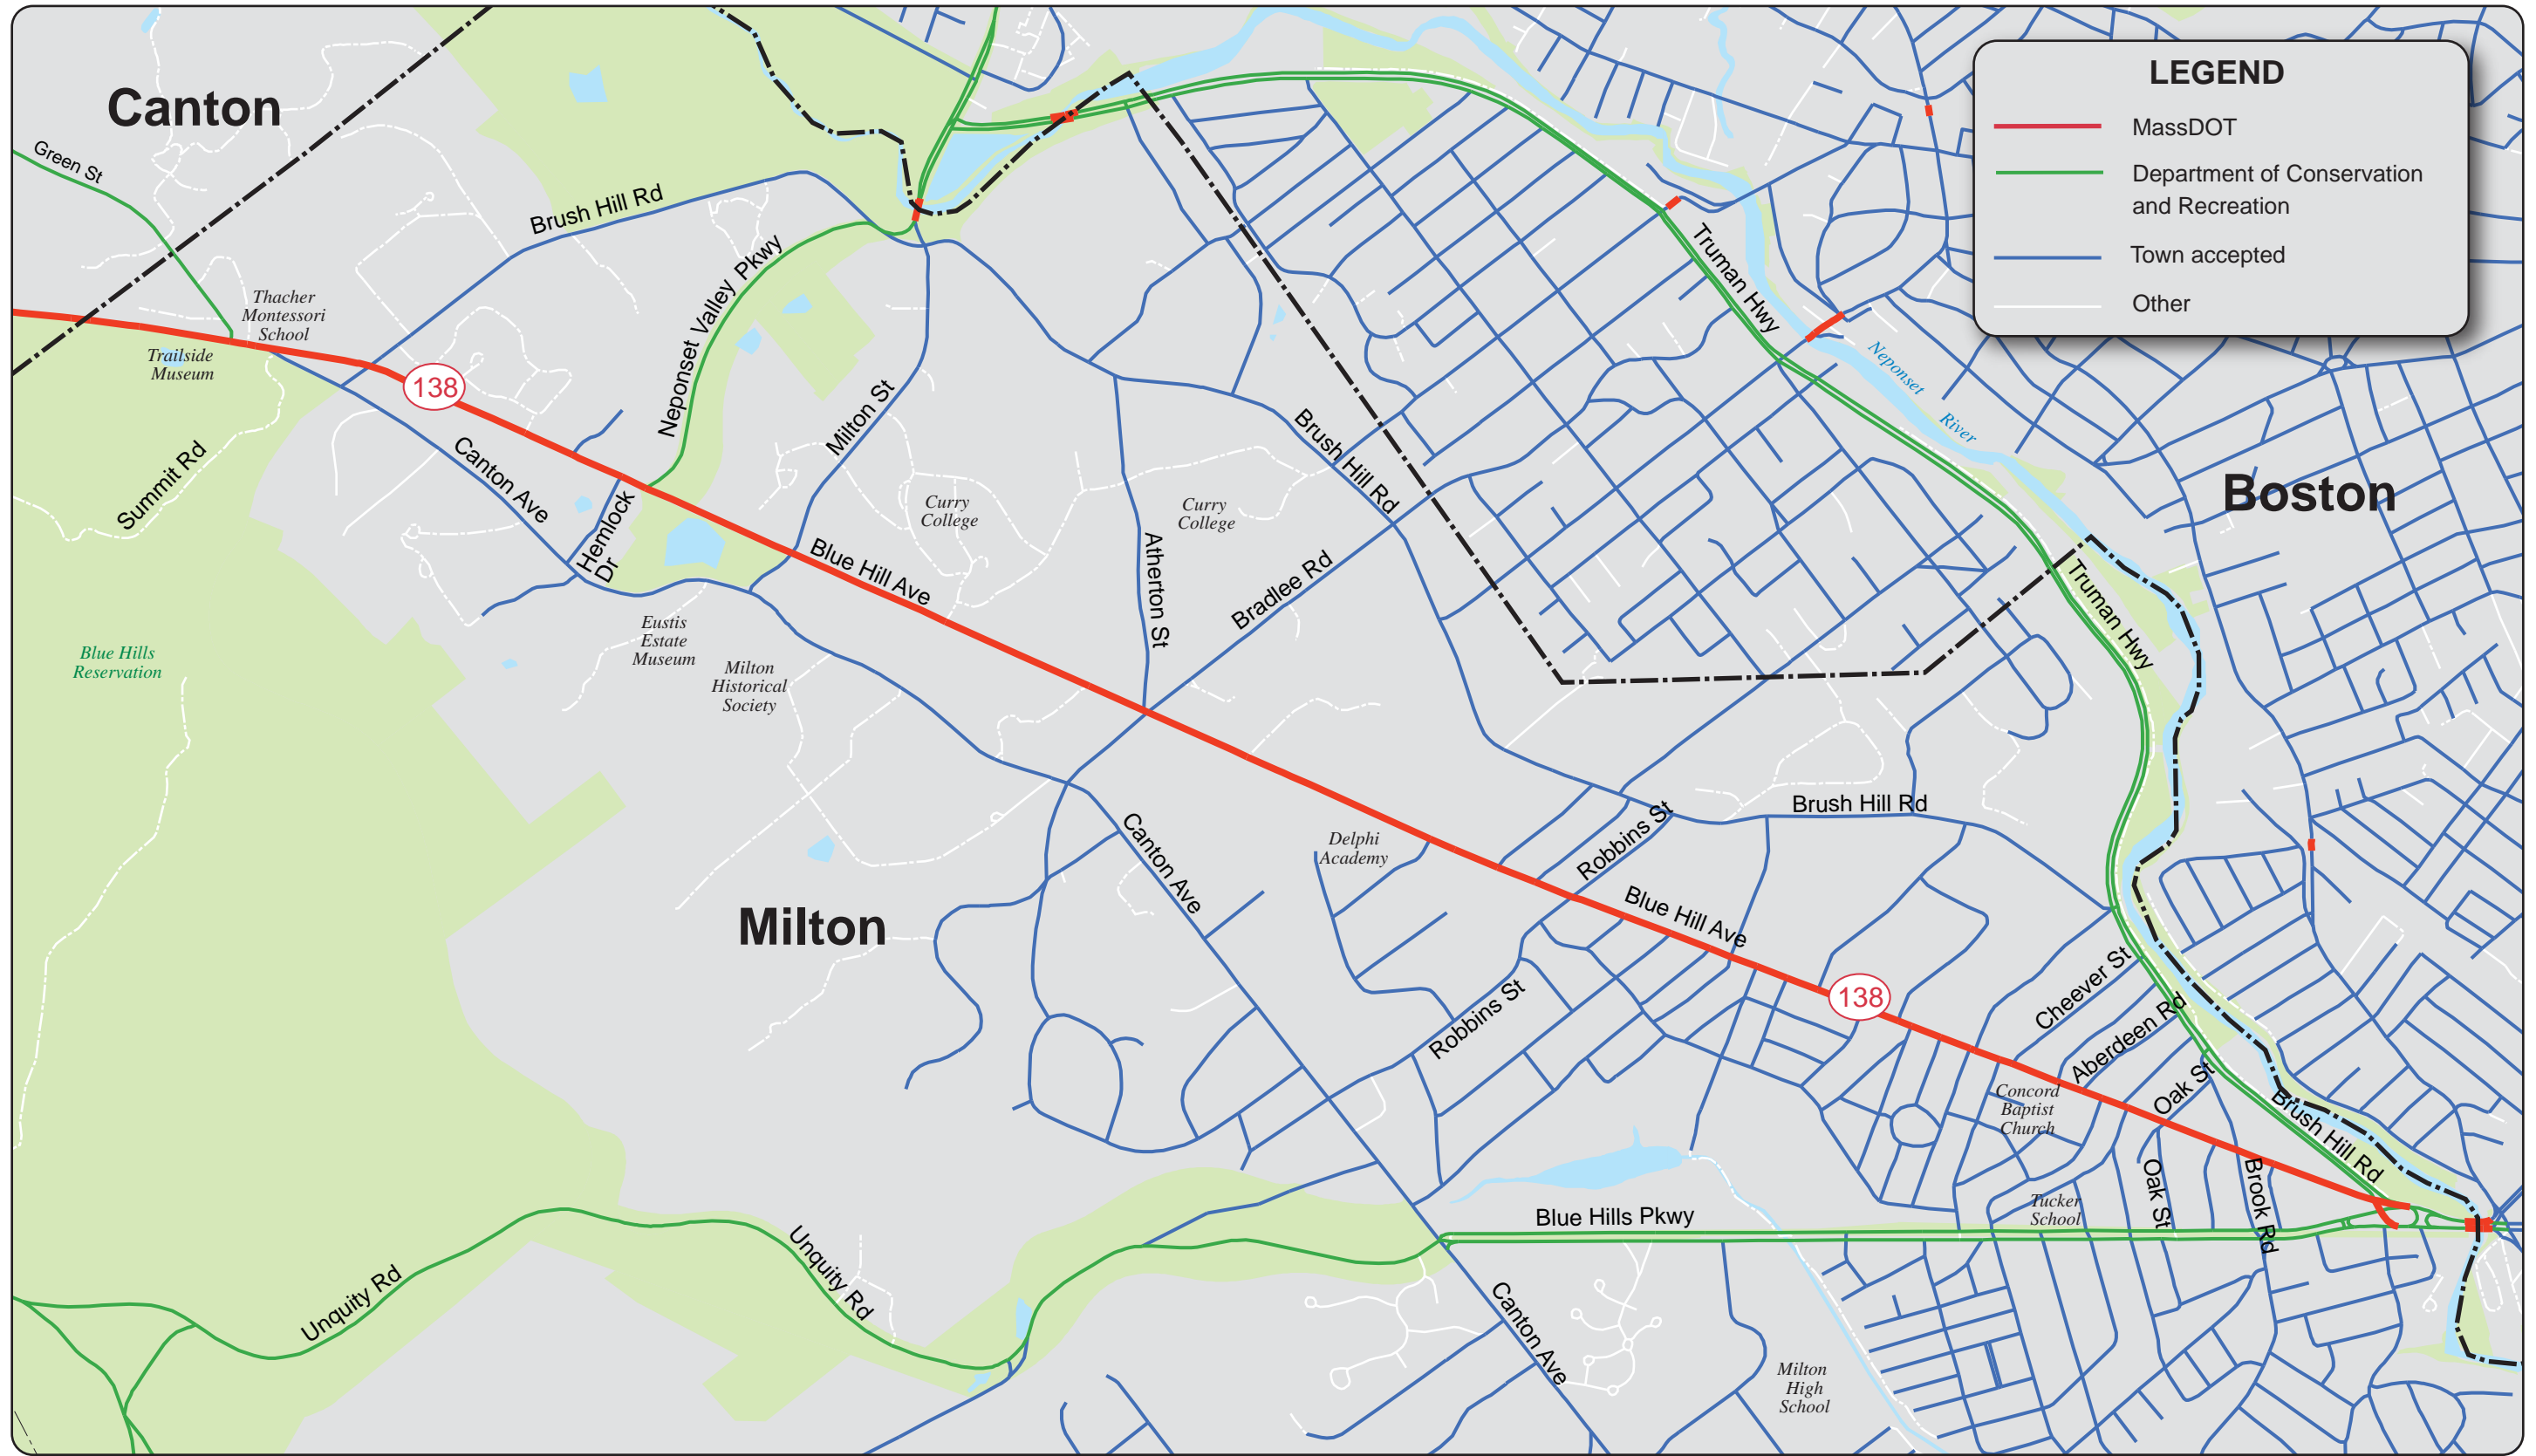 Canton
Green St
Thacher
Montessori
School
Trailside
Museum
138
Brush Hill Rd
Neponset Valley Pkwy
Milton St
Summit Rd
Canton Ave
Hemlock
Dr
Blue Hill Ave
Curry
College
Curry
College
Atherton St
Bradlee Rd
Brush Hill Rd
Truman Hwy
Neponset
River
LEGEND
MassDOT
Department of Conservation
and Recreation
Town accepted
Other
Boston
Truman Hwy
Blue Hills
Reservation
Eustis
Estate
Museum
Milton
Historical
Society
Milton
Canton Ave
Delphi
Academy
Robbins St
Brush Hill Rd
Blue Hill Ave
138
Robbins St
Cheever St
Aberdeen Rd
Oak St
Concord
Baptist
Church
Brush Hill Rd
Oak St
Brook Rd
Tucker
School
Blue Hills Pkwy
Unquity Rd
Unquity Rd
Canton Ave
Milton
High
School